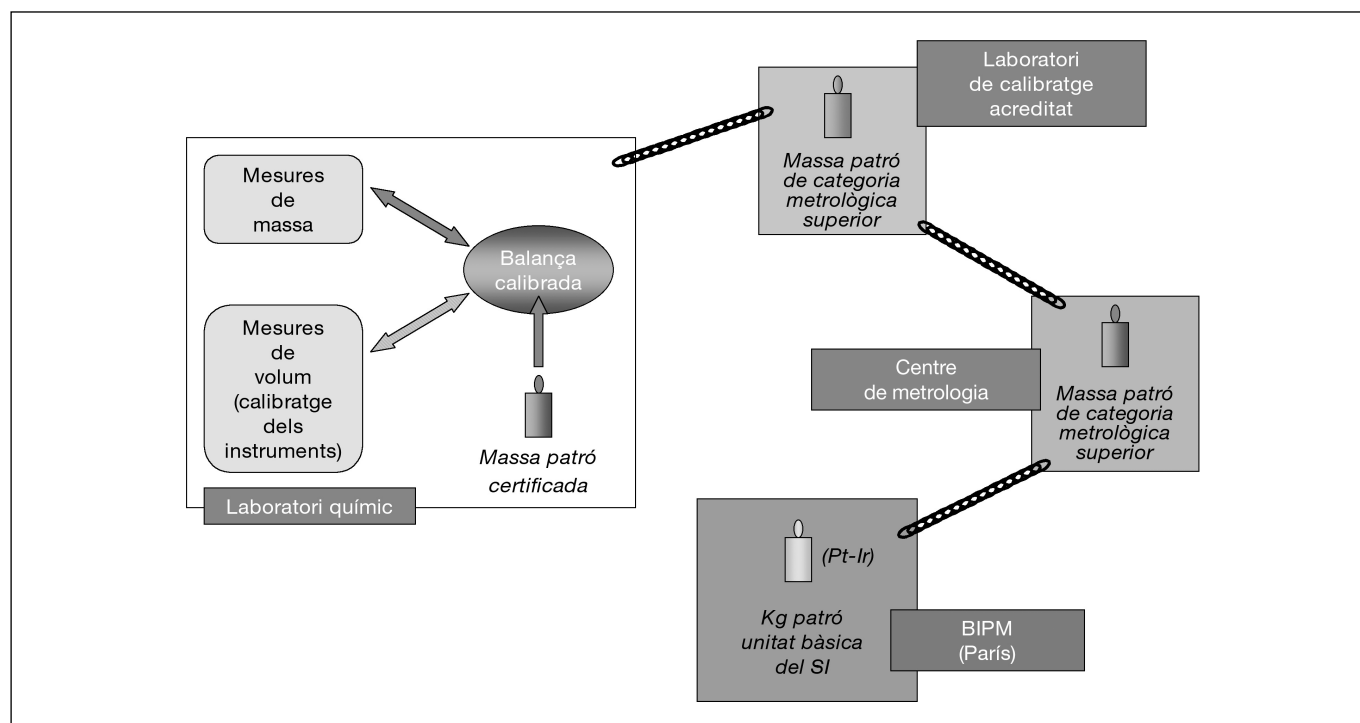 Laboratori
de calibratge
acreditat
Massa patró
de categoria
metrològica
superior
Mesures
de
massa
Balança
calibrada
Mesures
de
volum
(calibratge
dels
instruments)
Massa patró
certificada
Laboratori químic
Centre
de metrologia
Massa patró
de categoria
metrològica
superior
(Pt-Ir)
Kg patró
unitat bàsica
del SI
BIPM
(París)